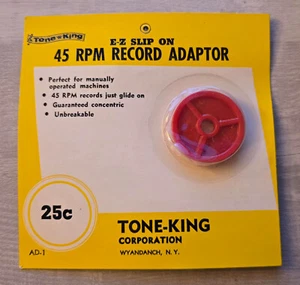 Tone-King
E-Z SLIP ON
45 RPM RECORD ADAPTOR
• Perfect for manually
operated machines
• 45 RPM records just glide on
• Guaranteed concentric
• Unbreakable
25c
TONE-KING
CORPORATION
AD-1
WYANDANCH, N. Y.